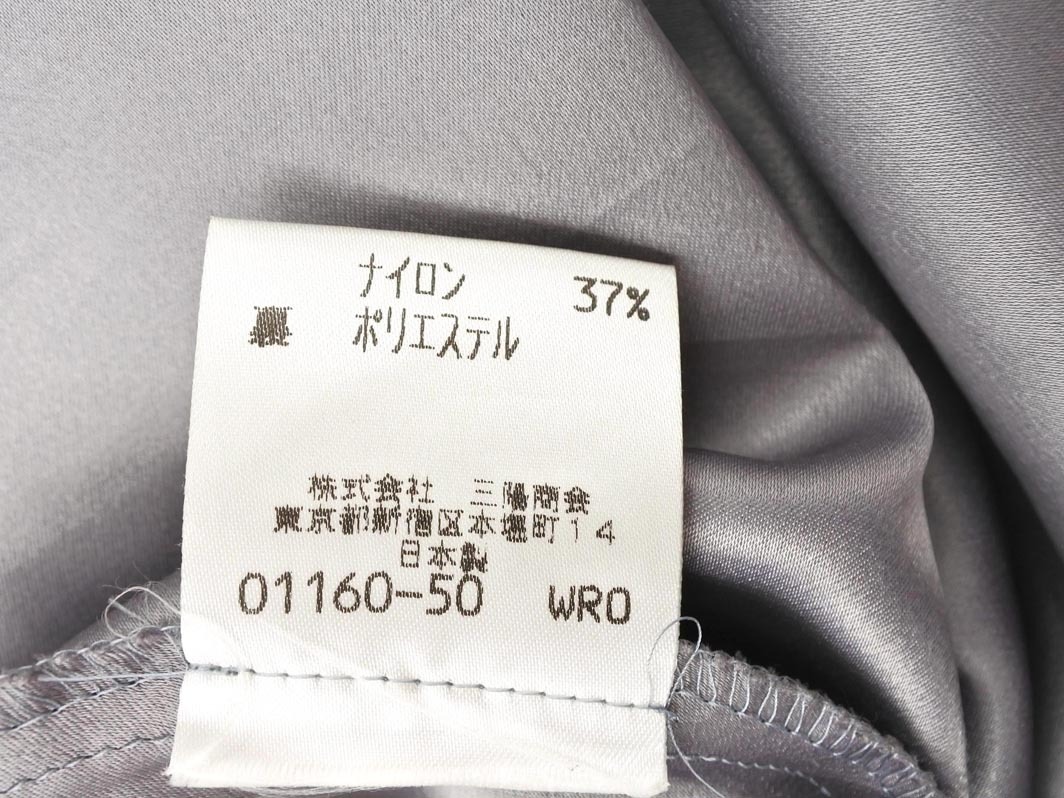 ナイロン 37%
裏 ポリエステル
株式会社 三陽商会
東京都新宿区本塩町14
日本製
01160-50 WR0